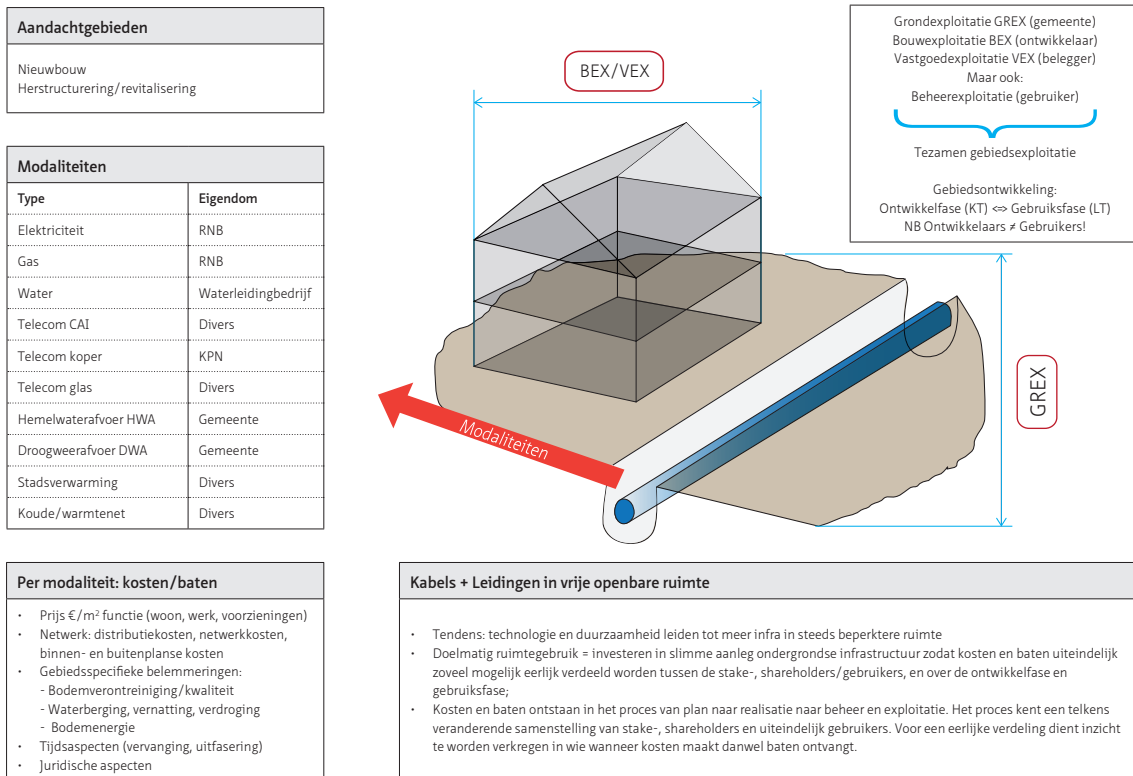 Aandachtgebieden
Nieuwbouw
Herstructurering/revitalisering
Modaliteiten
Type Eigendom
Elektriciteit RNB
Gas RNB
Water Waterleidingbedrijf
Telecom CAI Divers
Telecom koper KPN
Telecom glas Divers
Hemelwaterafvoer HWA Gemeente
Droogweerafvoer DWA Gemeente
Stadsverwarming Divers
Koude/warmtenet Divers
BEX/VEX
Modaliteiten
GREX
Grondexploitatie GREX (gemeente)
Bouwexploitatie BEX (ontwikkelaar)
Vastgoedexploitatie VEX (belegger)
Maar ook:
Beheerexploitatie (gebruiker)
Tezamen gebiedsexploitatie
Gebiedsontwikkeling:
Ontwikkelfase (KT) <=> Gebruiksfase (LT)
NB Ontwikkelaars ≠ Gebruikers!
Per modaliteit: kosten/baten
• Prijs €/m² functie (woon, werk, voorzieningen)
• Netwerk: distributiekosten, netwerkkosten,
binnen- en buitenplanse kosten
• Gebiedsspecifieke belemmeringen:
- Bodemverontreiniging/kwaliteit
- Waterberging, vernatting, verdroging
- Bodemenergie
• Tijdsaspecten (vervanging, uitfasering)
• Juridische aspecten
Kabels + Leidingen in vrije openbare ruimte
• Tendens: technologie en duurzaamheid leiden tot meer infra in steeds beperktere ruimte
• Doelmatig ruimtegebruik = investeren in slimme aanleg ondergrondse infrastructuur zodat kosten en baten uiteindelijk
zoveel mogelijk eerlijk verdeeld worden tussen de stake-, shareholders/gebruikers, en over de ontwikkelfase en
gebruiksfase;
• Kosten en baten ontstaan in het proces van plan naar realisatie naar beheer en exploitatie. Het proces kent een telkens
veranderende samenstelling van stake-, shareholders en uiteindelijk gebruikers. Voor een eerlijke verdeling dient inzicht
te worden verkregen in wie wanneer kosten maakt danwel baten ontvangt.